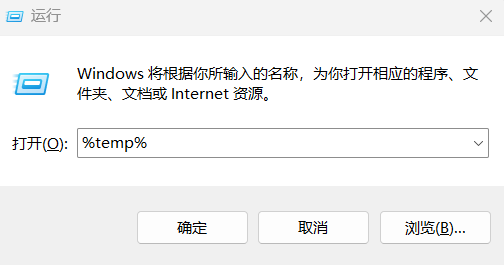 运行
Windows 将根据你所输入的名称，为你打开相应的程序、文
件夹、文档或 Internet 资源。
打开(O): %temp%
确定 取消 浏览(B)...